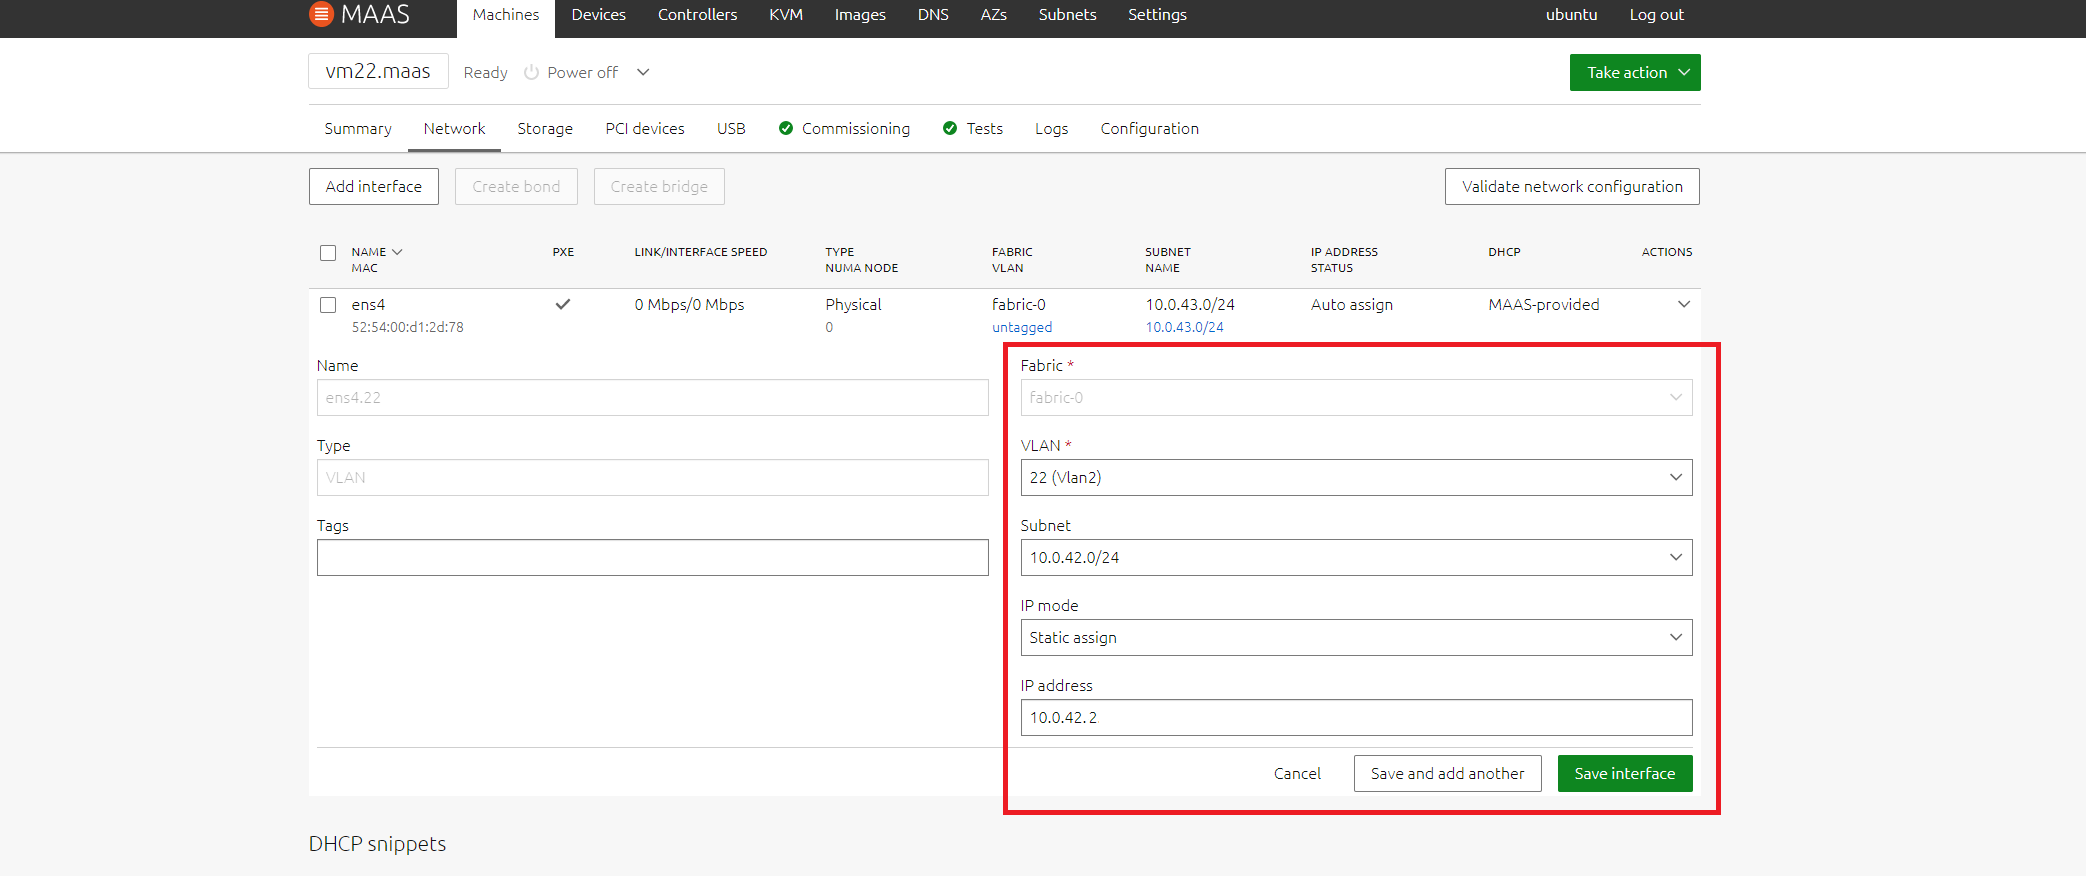 MAAS Machines Devices Controllers KVM Images DNS AZs Subnets Settings ubuntu Log out
vm22.maas Ready Power off Take action
Summary Network Storage PCI devices USB Commissioning Tests Logs Configuration
Add interface Create bond Create bridge Validate network configuration
NAME PXE LINK/INTERFACE SPEED TYPE FABRIC SUBNET IP ADDRESS DHCP ACTIONS
MAC NUMA NODE VLAN NAME STATUS
ens4 0 Mbps/0 Mbps Physical fabric-0 10.0.43.0/24 Auto assign MAAS-provided
52:54:00:d1:2d:78 0 untagged 10.0.43.0/24
Name
ens4.22
Type
VLAN
Tags
Fabric *
fabric-0
VLAN *
22 (Vlan2)
Subnet
10.0.42.0/24
IP mode
Static assign
IP address
10.0.42.2
Cancel Save and add another Save interface
DHCP snippets